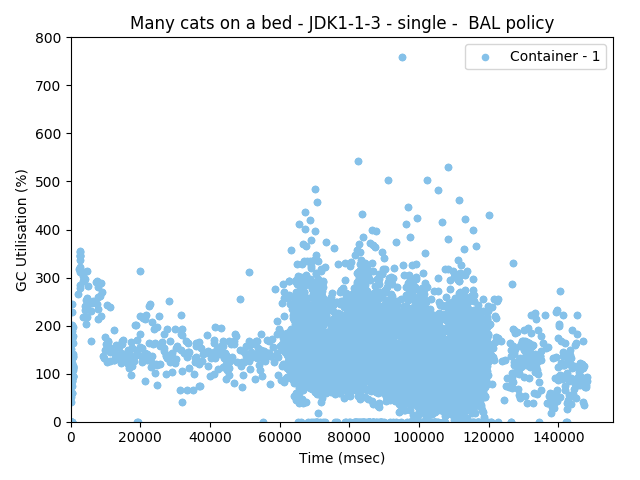 Many cats on a bed - JDK1-1-3 - single -  BAL policy
Container - 1
GC Utilisation (%)
800
700
600
500
400
300
200
100
0
0 20000 40000 60000 80000 100000 120000 140000
Time (msec)